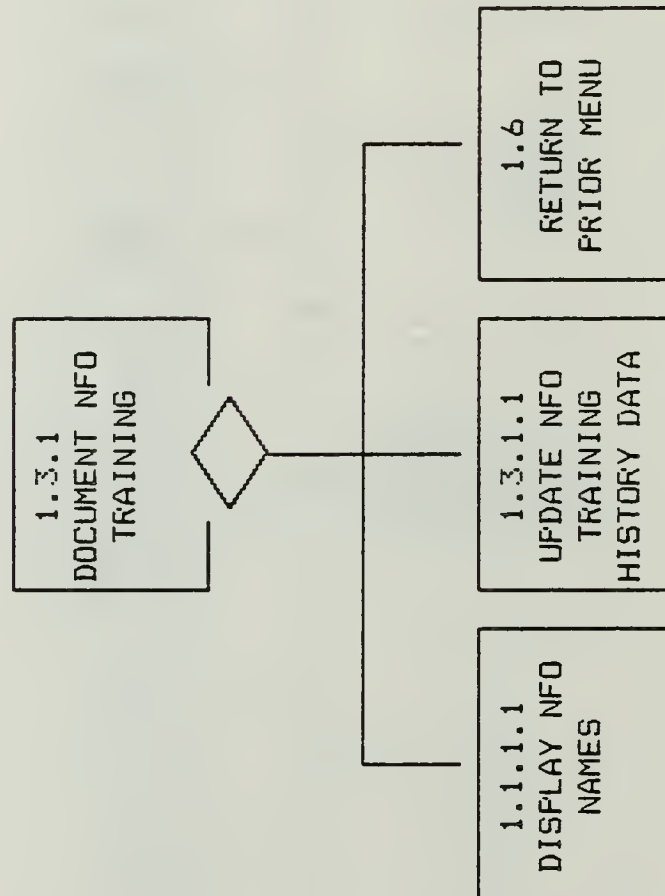 1.3.1
DOCUMENT NFO
TRAINING
1.1.1.1
DISPLAY NFO
NAMES
1.3.1.1
UPDATE NFO
TRAINING
HISTORY DATA
1.6
RETURN TO
PRIOR MENU